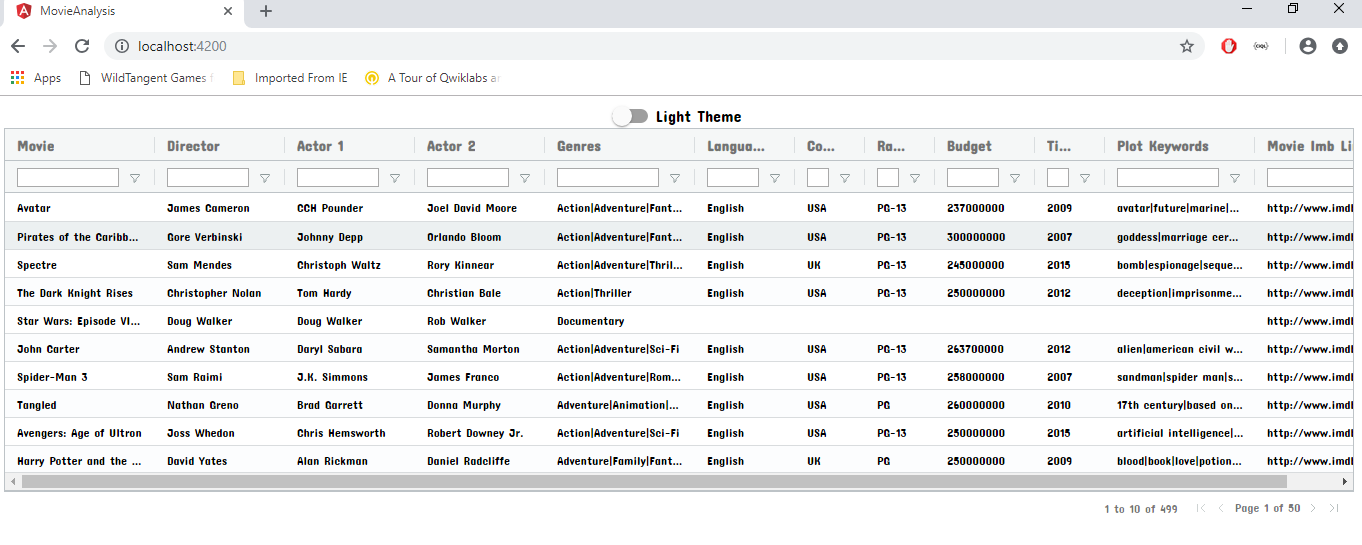 MovieAnalysis
localhost:4200
Apps WildTangent Games f Imported From IE A Tour of Qwiklabs an
Light Theme
Movie Director Actor 1 Actor 2 Genres Langua... Co... Ra... Budget Ti... Plot Keywords Movie Imb Li
Avatar James Cameron CCH Pounder Joel David Moore Action|Adventure|Fant... English USA PG-13 237000000 2009 avatar|future|marine|... http://www.imdb
Pirates of the Caribb... Gore Verbinski Johnny Depp Orlando Bloom Action|Adventure|Fant... English USA PG-13 300000000 2007 goddess|marriage cer... http://www.imdb
Spectre Sam Mendes Christoph Waltz Rory Kinnear Action|Adventure|Thril... English UK PG-13 245000000 2015 bomb|espionage|seque... http://www.imdb
The Dark Knight Rises Christopher Nolan Tom Hardy Christian Bale Action|Thriller English USA PG-13 250000000 2012 deception|imprisonme... http://www.imdb
Star Wars: Episode VI... Doug Walker Doug Walker Rob Walker Documentary http://www.imdb
John Carter Andrew Stanton Daryl Sabara Samantha Morton Action|Adventure|Sci-Fi English USA PG-13 263700000 2012 alien|american civil w... http://www.imdb
Spider-Man 3 Sam Raimi J.K. Simmons James Franco Action|Adventure|Rom... English USA PG-13 258000000 2007 sandman|spider man|s... http://www.imdb
Tangled Nathan Greno Brad Garrett Donna Murphy Adventure|Animation|... English USA PG 260000000 2010 17th century|based on... http://www.imdb
Avengers: Age of Ultron Joss Whedon Chris Hemsworth Robert Downey Jr. Action|Adventure|Sci-Fi English USA PG-13 250000000 2015 artificial intelligence|... http://www.imdb
Harry Potter and the ... David Yates Alan Rickman Daniel Radcliffe Adventure|Family|Fant... English UK PG 250000000 2009 blood|book|love|potion... http://www.imdb
1 to 10 of 499 Page 1 of 50